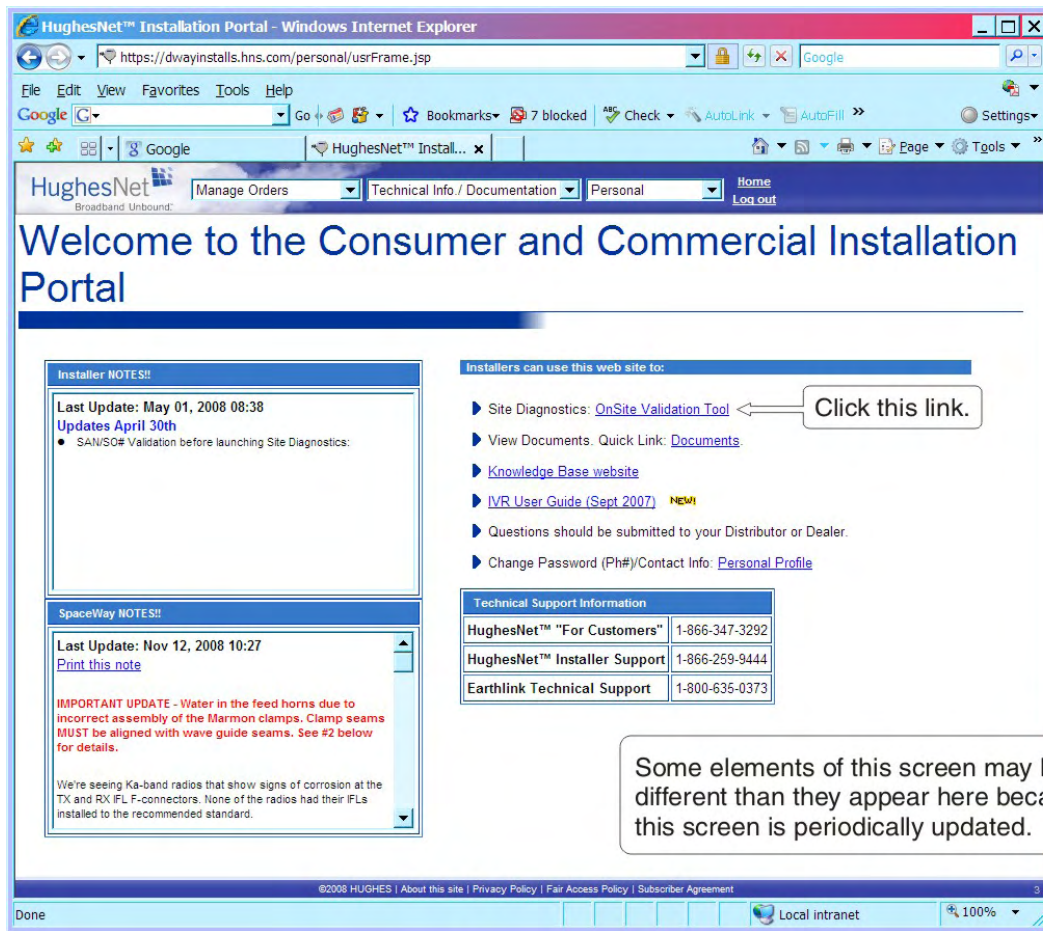 HughesNet™ Installation Portal - Windows Internet Explorer
https://dwayinstalls.hns.com/personal/usrFrame.jsp
Google
File Edit View Favorites Tools Help
Google G Go Bookmarks 7 blocked ABC Check AutoLink AutoFill » Settings
Google HughesNet™ Install... x Page Tools »
HughesNet
Broadband Unbound.™
Manage Orders Technical Info./ Documentation Personal
Home
Log out
Welcome to the Consumer and Commercial Installation
Portal
Installer NOTES!!
Last Update: May 01, 2008 08:38
Updates April 30th
● SAN/SO# Validation before launching Site Diagnostics:
SpaceWay NOTES!!
Last Update: Nov 12, 2008 10:27
Print this note
IMPORTANT UPDATE - Water in the feed horns due to
incorrect assembly of the Marmon clamps. Clamp seams
MUST be aligned with wave guide seams. See #2 below
for details.
We're seeing Ka-band radios that show signs of corrosion at the
TX and RX IFL F-connectors. None of the radios had their IFLs
installed to the recommended standard.
Installers can use this web site to:
Site Diagnostics: OnSite Validation Tool
Click this link.
View Documents. Quick Link: Documents.
Knowledge Base website
IVR User Guide (Sept 2007) NEW!
Questions should be submitted to your Distributor or Dealer.
Change Password (Ph#)/Contact Info: Personal Profile
Technical Support Information
HughesNet™ "For Customers" 1-866-347-3292
HughesNet™ Installer Support 1-866-259-9444
Earthlink Technical Support 1-800-635-0373
Some elements of this screen may
different than they appear here
this screen is periodically updated.
©2008 HUGHES | About this site | Privacy Policy | Fair Access Policy | Subscriber Agreement
3
Done Local intranet 100%